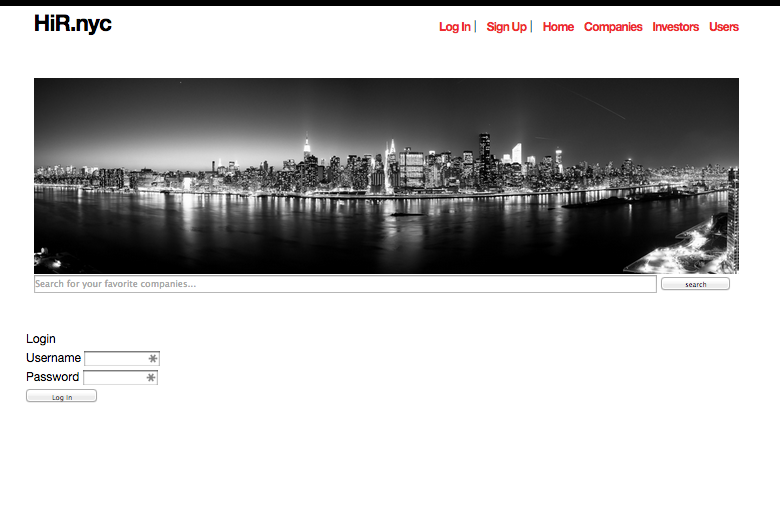 HiR.nyc
Log In | Sign Up | Home Companies Investors Users
Search for your favorite companies... search
Login
Username
Password
Log In